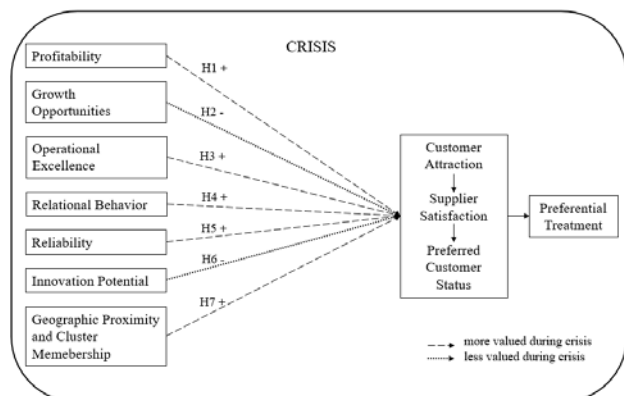 CRISIS
Profitability
H1 +
Growth
Opportunities
H2 -
Operational
Excellence
H3 +
Relational Behavior
H4 +
Reliability
H5 +
Innovation Potential
H6 -
Geographic Proximity
and Cluster
Memebership
H7 +
Customer
Attraction
Supplier
Satisfaction
Preferred
Customer
Status
Preferential
Treatment
more valued during crisis
less valued during crisis